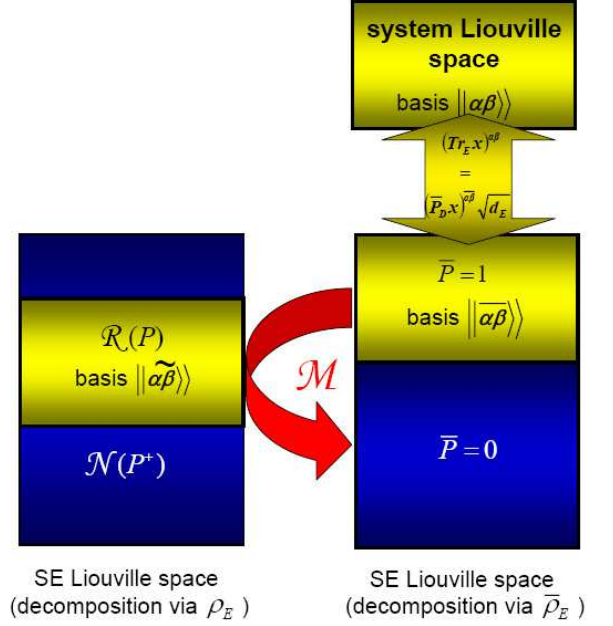 system Liouville
space
basis ||αβ⟩⟩
(Tr_E x)^{αβ}
=
(P̅_D x)^{\overline{αβ}} √d_E
P̅ = 1
basis ||\overline{αβ}⟩⟩
ℛ(P)
basis ||\widetilde{αβ}⟩⟩
ℳ
𝒩(P⁺)
P̅ = 0
SE Liouville space
(decomposition via ρ_E )
SE Liouville space
(decomposition via ρ̅_E )